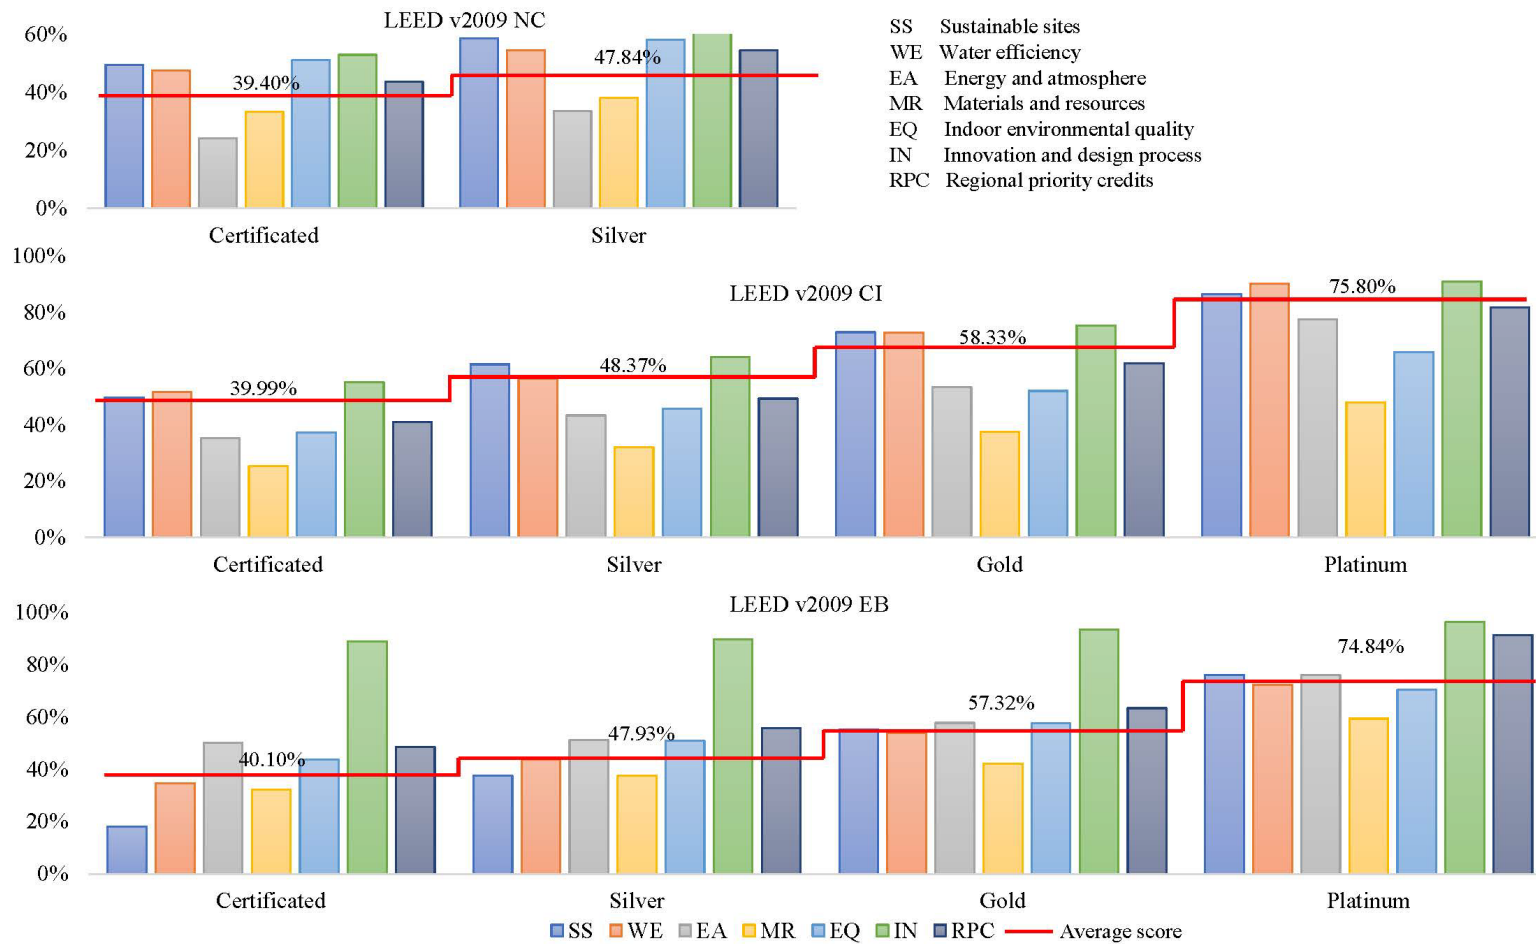 LEED v2009 NC
60%
40%
20%
0%
39.40%
47.84%
Certificated
Silver
SS Sustainable sites
WE Water efficiency
EA Energy and atmosphere
MR Materials and resources
EQ Indoor environmental quality
IN Innovation and design process
RPC Regional priority credits
LEED v2009 CI
100%
80%
60%
40%
20%
0%
39.99%
48.37%
58.33%
75.80%
Certificated
Silver
Gold
Platinum
LEED v2009 EB
100%
80%
60%
40%
20%
0%
40.10%
47.93%
57.32%
74.84%
Certificated
Silver
Gold
Platinum
SS WE EA MR EQ IN RPC Average score